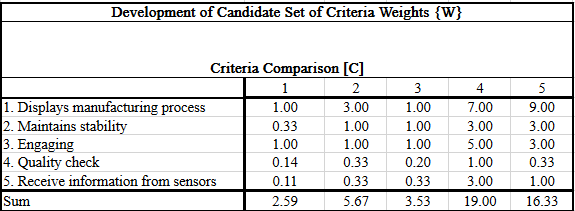 Development of Candidate Set of Criteria Weights {W}
Criteria Comparison [C]
1 2 3 4 5
1. Displays manufacturing process 1.00 3.00 1.00 7.00 9.00
2. Maintains stability 0.33 1.00 1.00 3.00 3.00
3. Engaging 1.00 1.00 1.00 5.00 3.00
4. Quality check 0.14 0.33 0.20 1.00 0.33
5. Receive information from sensors 0.11 0.33 0.33 3.00 1.00
Sum 2.59 5.67 3.53 19.00 16.33